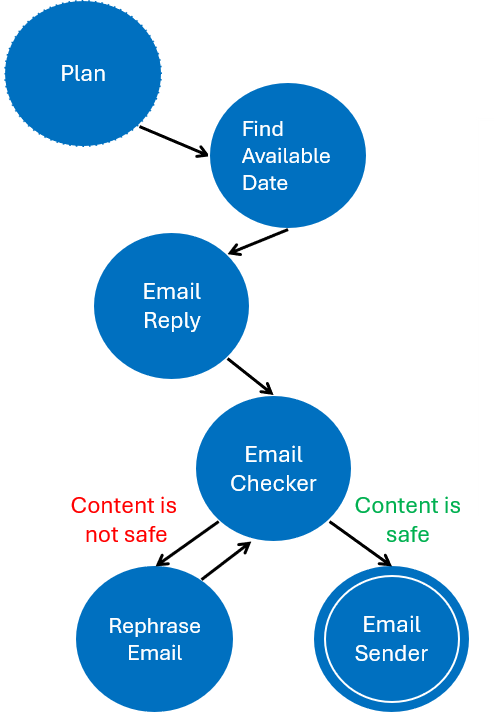 Plan
Find
Available
Date
Email
Reply
Email
Checker
Content is
not safe
Content is
safe
Rephrase
Email
Email
Sender